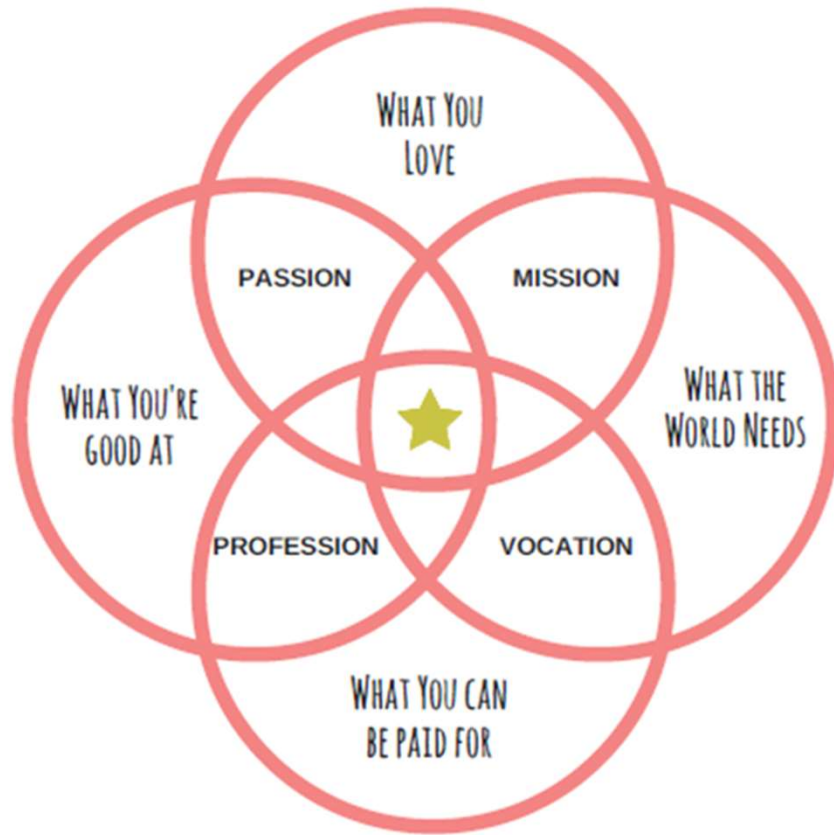 WHAT YOU
LOVE
PASSION
MISSION
WHAT YOU'RE
GOOD AT
WHAT THE
WORLD NEEDS
PROFESSION
VOCATION
WHAT YOU CAN
BE PAID FOR